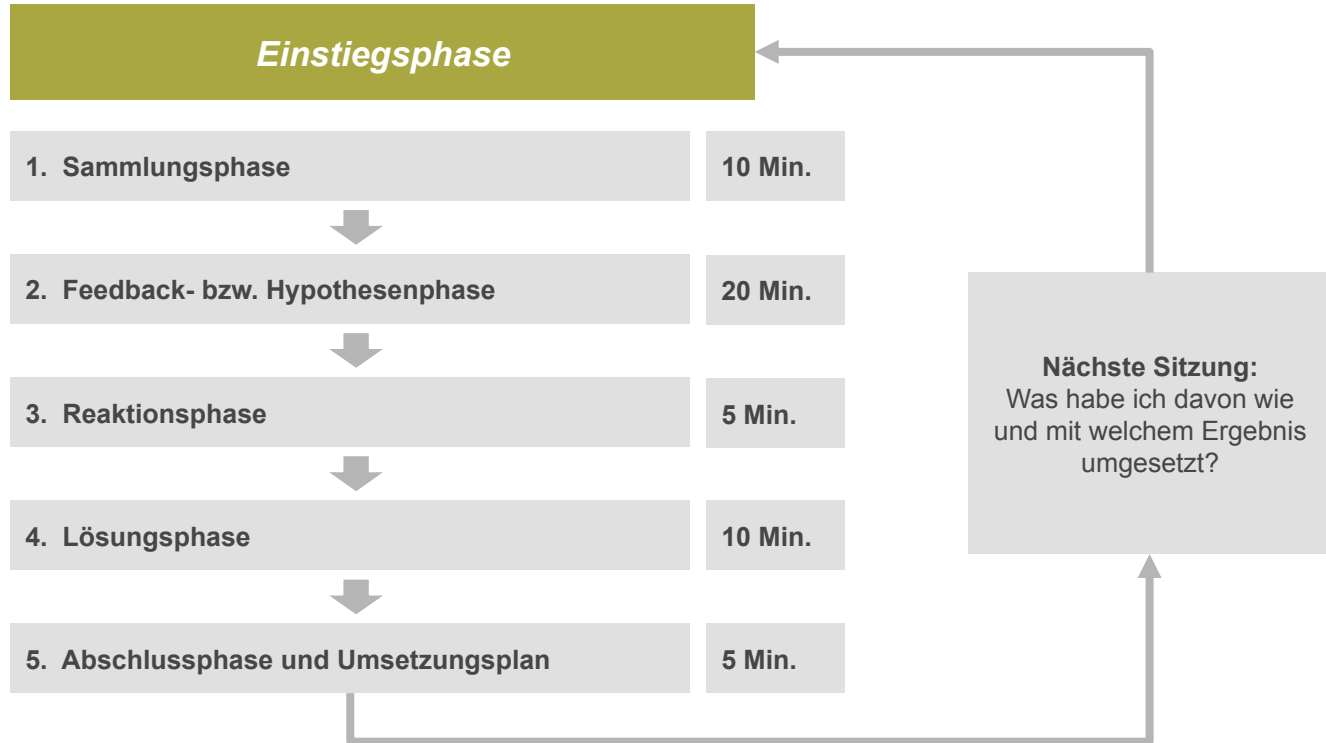 Einstiegsphase
1. Sammlungsphase 10 Min.
2. Feedback- bzw. Hypothesenphase 20 Min.
3. Reaktionsphase 5 Min.
4. Lösungsphase 10 Min.
5. Abschlussphase und Umsetzungsplan 5 Min.
Nächste Sitzung:
Was habe ich davon wie
und mit welchem Ergebnis
umgesetzt?